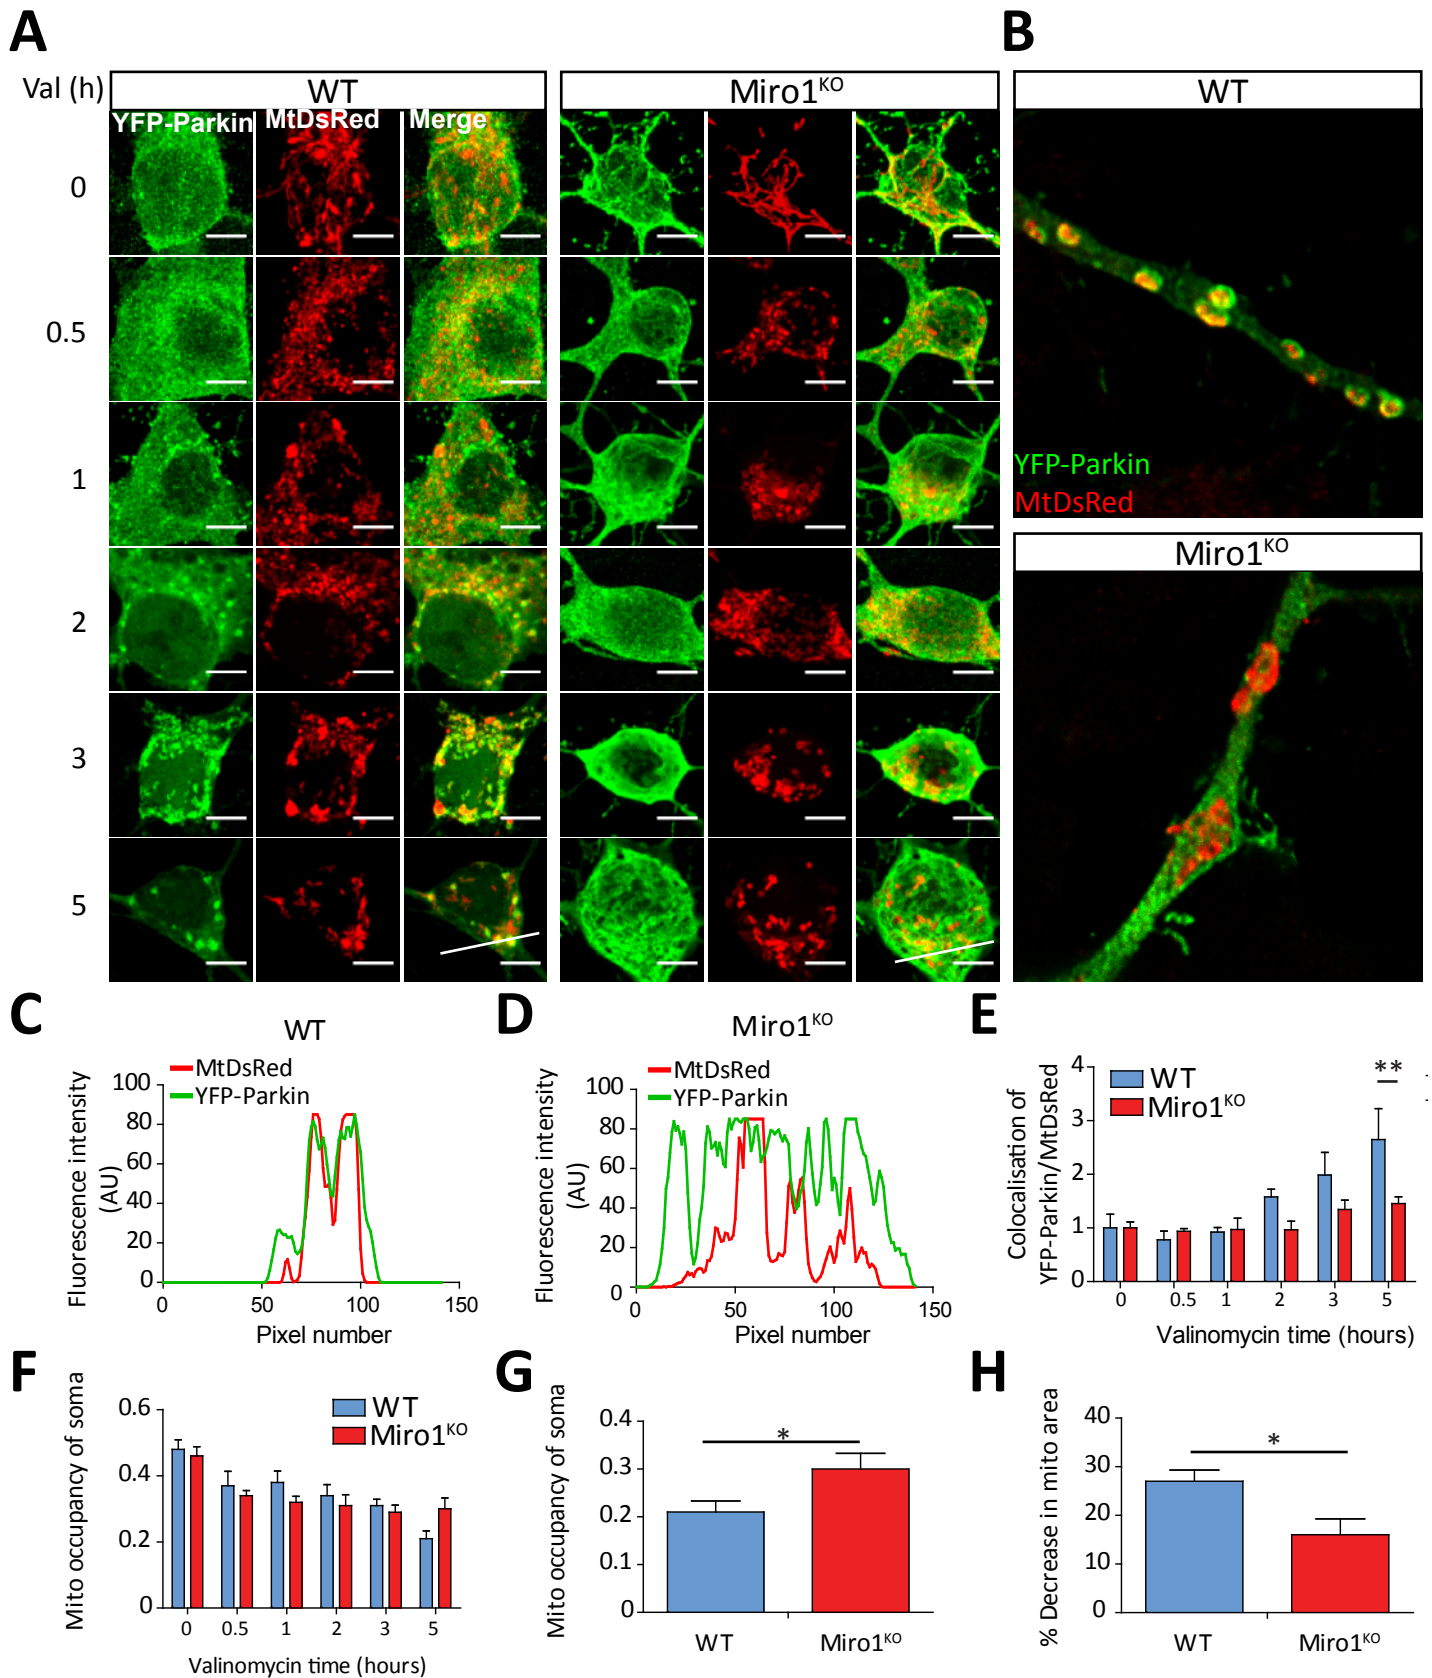 A
B
Val (h)
WT
Miro1KO
WT
YFP-Parkin MtDsRed Merge
0
0.5
1
2
3
5
YFP-Parkin
MtDsRed
Miro1KO
C
WT
MtDsRed
YFP-Parkin
Fluorescence intensity
(AU)
100
80
60
40
20
0
0 50 100 150
Pixel number
D
Miro1KO
MtDsRed
YFP-Parkin
Fluorescence intensity
(AU)
100
80
60
40
20
0
0 50 100 150
Pixel number
E
Colocalisation of
YFP-Parkin/MtDsRed
4
3
2
1
0
WT
Miro1KO
**
0 0.5 1 2 3 5
Valinomycin time (hours)
F
Mito occupancy of soma
0.6
0.4
0.2
0
WT
Miro1KO
0 0.5 1 2 3 5
Valinomycin time (hours)
G
Mito occupancy of soma
0.4
0.3
0.2
0.1
0
*
WT Miro1KO
H
% Decrease in mito area
40
30
20
10
0
*
WT Miro1KO